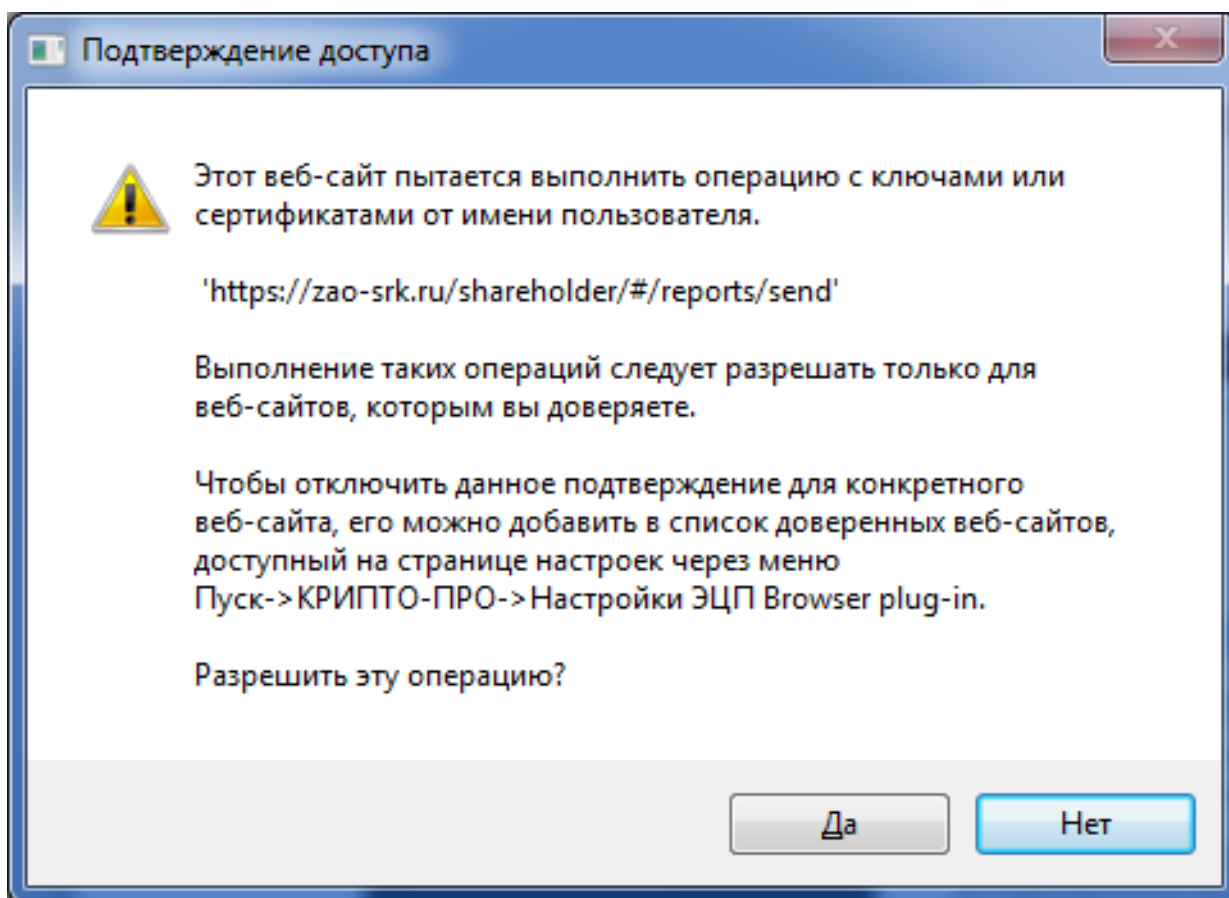 Подтверждение доступа
Этот веб-сайт пытается выполнить операцию с ключами или
сертификатами от имени пользователя.
'https://zao-srk.ru/shareholder/#/reports/send'
Выполнение таких операций следует разрешать только для
веб-сайтов, которым вы доверяете.
Чтобы отключить данное подтверждение для конкретного
веб-сайта, его можно добавить в список доверенных веб-сайтов,
доступный на странице настроек через меню
Пуск->КРИПТО-ПРО->Настройки ЭЦП Browser plug-in.
Разрешить эту операцию?
Да
Нет